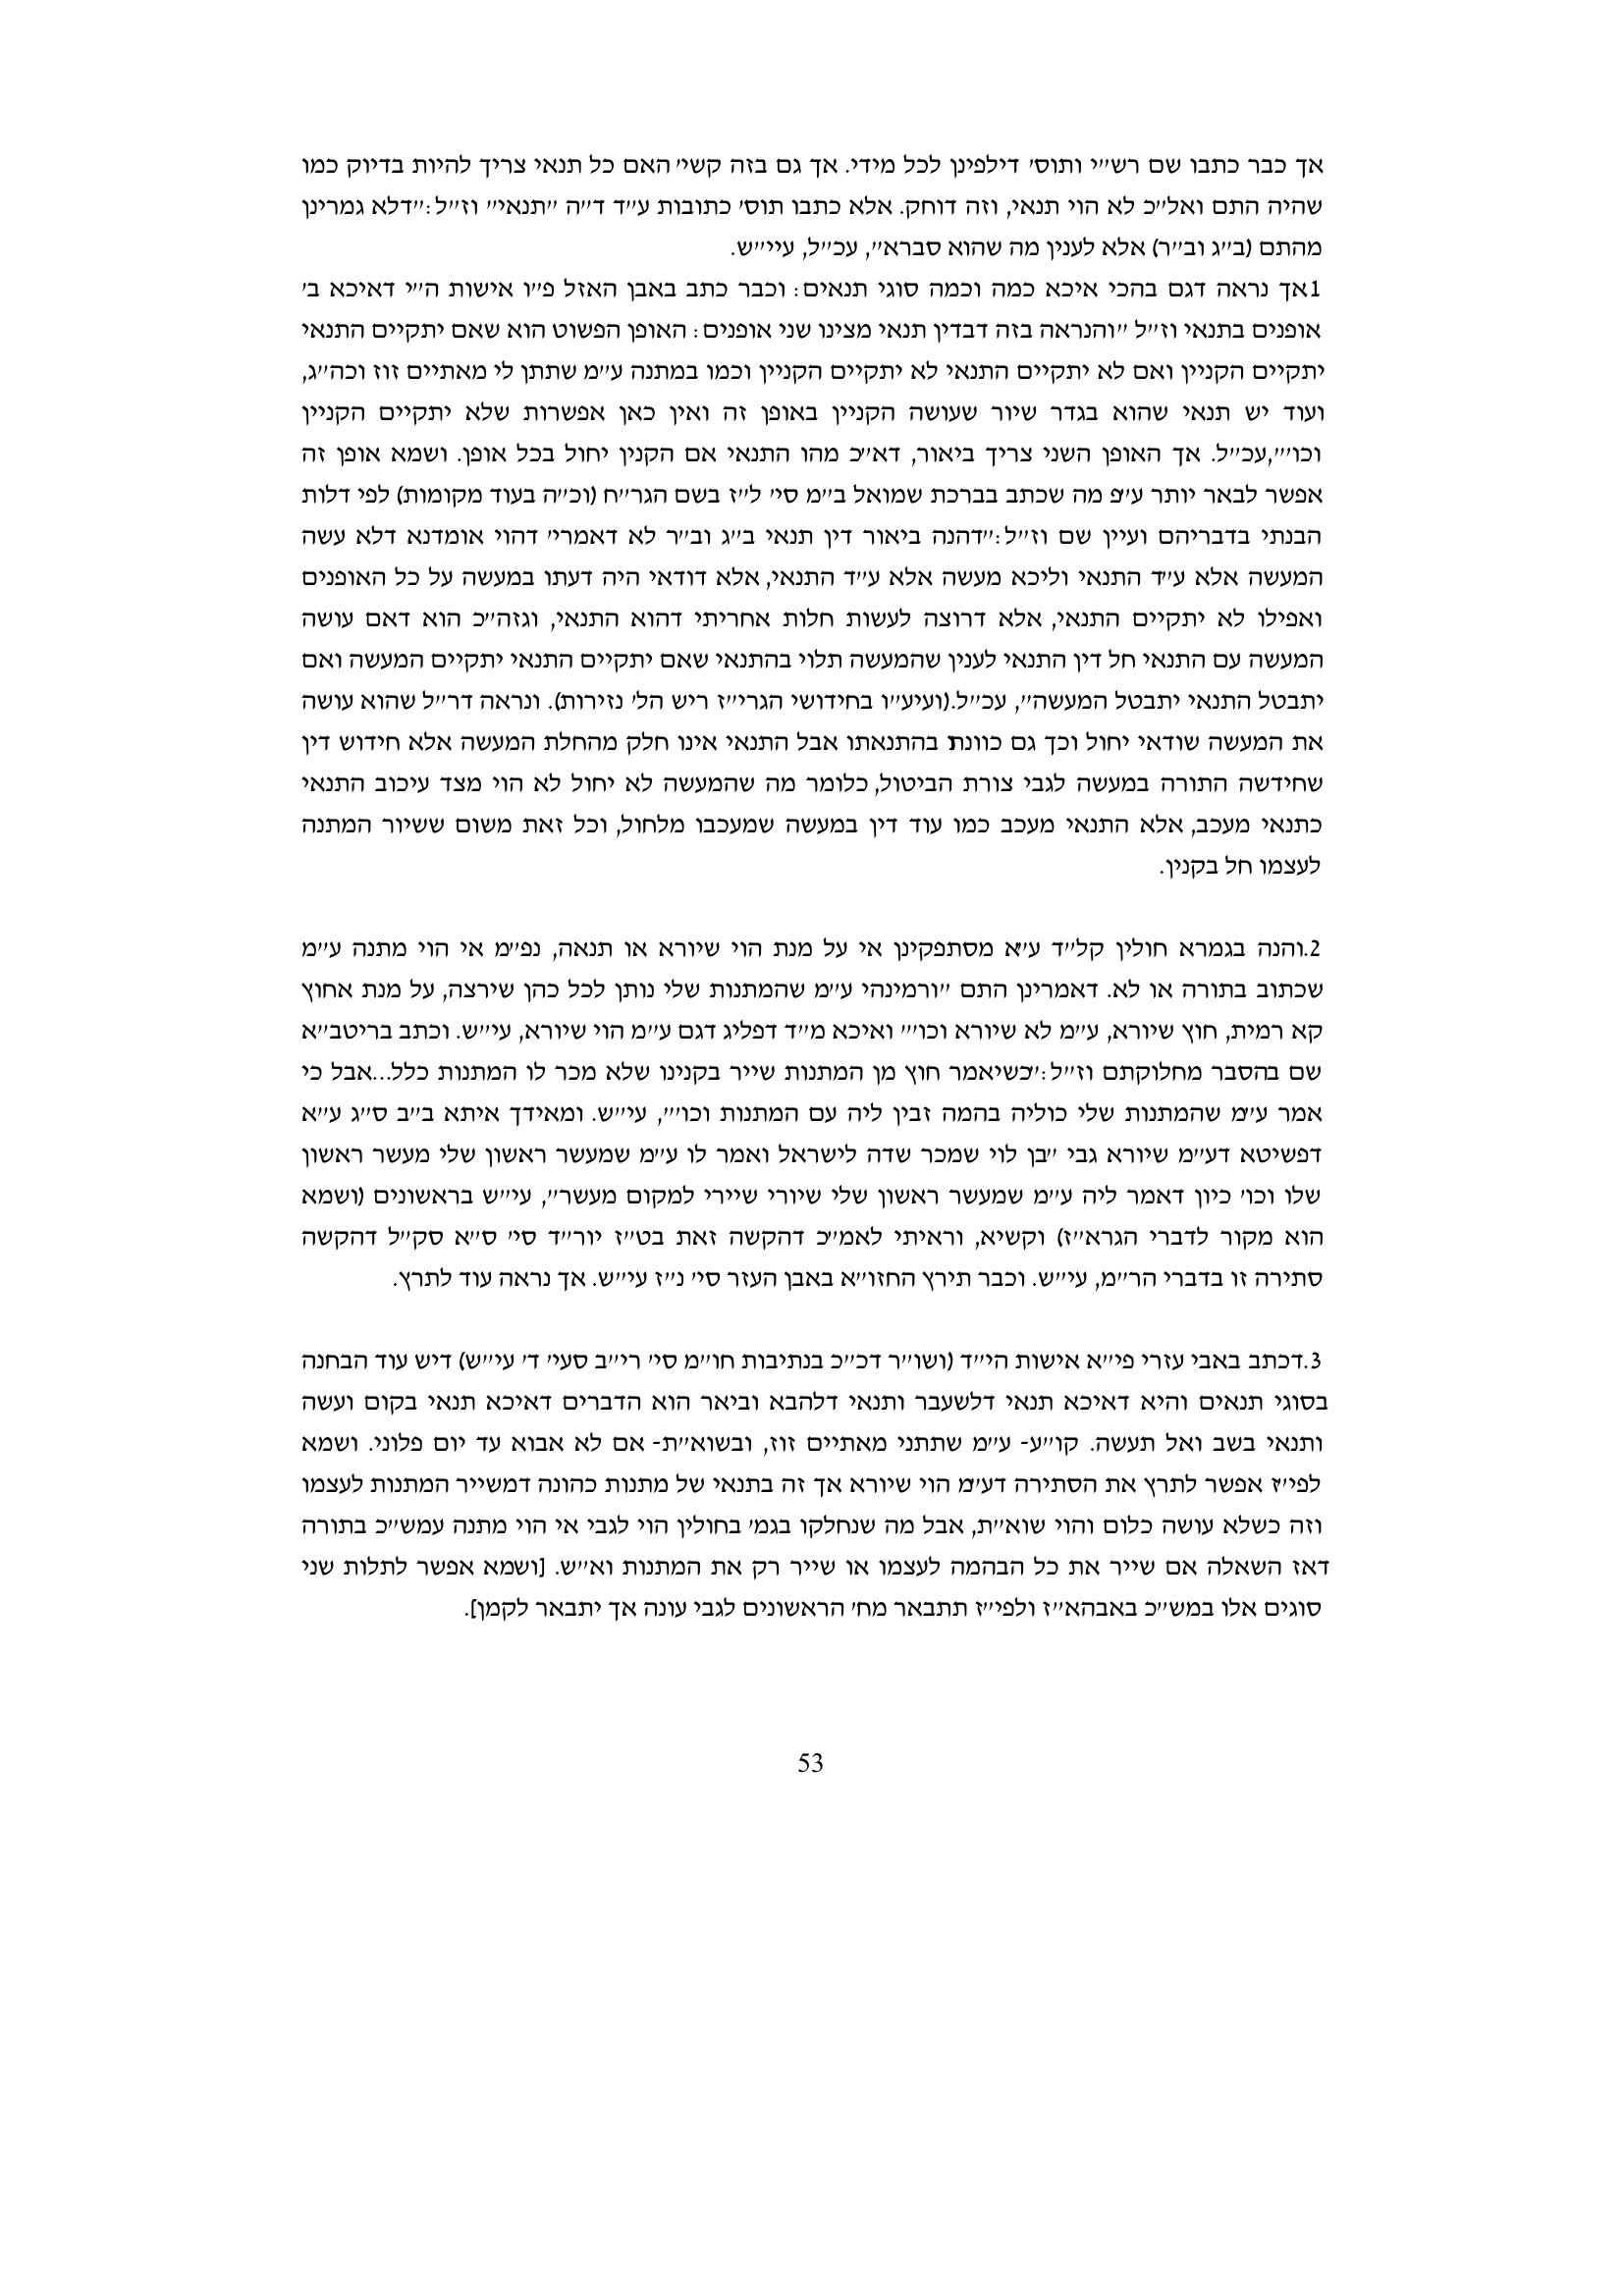 אך כבר כתבו שם רש״י ותוס׳ דילפינן לכל מידי. אך גם בזה קשי׳ האם כל תנאי צריך להיות בדיוק כמו
שהיה התם ואל״כ לא הוי תנאי, וזה דוחק. אלא כתבו תוס׳ כתובות ע״ד ד״ה ״תנאי״ וז״ל:״דלא גמרינן
מהתם (ב״ג וב״ר) אלא לענין מה שהוא סברא״, עכ״ל, עיי״ש.
1אך נראה דגם בהכי איכא כמה וכמה סוגי תנאים: וכבר כתב באבן האזל פ״ו אישות ה״י דאיכא ב׳
אופנים בתנאי וז״ל ״והנראה בזה דבדין תנאי מצינו שני אופנים: האופן הפשוט הוא שאם יתקיים התנאי
יתקיים הקניין ואם לא יתקיים התנאי לא יתקיים הקניין וכמו במתנה ע״מ שתתן לי מאתיים זוז וכה״ג,
ועוד יש תנאי שהוא בגדר שיור שעושה הקניין באופן זה ואין כאן אפשרות שלא יתקיים הקניין
וכו׳״,עכ״ל. אך האופן השני צריך ביאור, דא״כ מהו התנאי אם הקנין יחול בכל אופן. ושמא אופן זה
אפשר לבאר יותר ע״פ מה שכתב בברכת שמואל ב״מ סי׳ ל״ז בשם הגר״ח (וכ״ה בעוד מקומות) לפי דלות
הבנתי בדבריהם ועיין שם וז״ל:״דהנה ביאור דין תנאי ב״ג וב״ר לא דאמרי׳ דהוי אומדנא דלא עשה
המעשה אלא ע״ד התנאי וליכא מעשה אלא ע״ד התנאי, אלא דודאי היה דעתו במעשה על כל האופנים
ואפילו לא יתקיים התנאי, אלא דרוצה לעשות חלות אחריתי דהוא התנאי, וגזה״כ הוא דאם עושה
המעשה עם התנאי חל דין התנאי לענין שהמעשה תלוי בהתנאי שאם יתקיים התנאי יתקיים המעשה ואם
יתבטל התנאי יתבטל המעשה״, עכ״ל.(ועיע״ו בחידושי הגרי״ז ריש הל׳ נזירות). ונראה דר״ל שהוא עושה
את המעשה שודאי יחול וכך גם כוונתו בהתנאתו אבל התנאי אינו חלק מהחלת המעשה אלא חידוש דין
שחידשה התורה במעשה לגבי צורת הביטול, כלומר מה שהמעשה לא יחול לא הוי מצד עיכוב התנאי
כתנאי מעכב, אלא התנאי מעכב כמו עוד דין במעשה שמעכבו מלחול, וכל זאת משום ששיור המתנה
לעצמו חל בקנין.
2.והנה בגמרא חולין קל״ד ע״א מסתפקינן אי על מנת הוי שיורא או תנאה, נפ״מ אי הוי מתנה ע״מ
שכתוב בתורה או לא. דאמרינן התם ״ורמינהי ע״מ שהמתנות שלי נותן לכל כהן שירצה, על מנת אחוץ
קא רמית, חוץ שיורא, ע״מ לא שיורא וכו׳״ ואיכא מ״ד דפליג דגם ע״מ הוי שיורא, עי״ש. וכתב בריטב״א
שם בהסבר מחלוקתם וז״ל:״כשיאמר חוץ מן המתנות שייר בקנינו שלא מכר לו המתנות כלל...אבל כי
אמר ע״מ שהמתנות שלי כוליה בהמה זבין ליה עם המתנות וכו׳״, עי״ש. ומאידך איתא ב״ב ס״ג ע״א
דפשיטא דע״מ שיורא גבי ״בן לוי שמכר שדה לישראל ואמר לו ע״מ שמעשר ראשון שלי מעשר ראשון
שלו וכו׳ כיון דאמר ליה ע״מ שמעשר ראשון שלי שיורי שיירי למקום מעשר״, עי״ש בראשונים (ושמא
הוא מקור לדברי הגרא״ז) וקשיא, וראיתי לאמ״כ דהקשה זאת בט״ז יור״ד סי׳ ס״א סק״ל דהקשה
סתירה זו בדברי הר״מ, עי״ש. וכבר תירץ החזו״א באבן העזר סי׳ נ״ז עי״ש. אך נראה עוד לתרץ.
3.דכתב באבי עזרי פי״א אישות הי״ד (ושו״ר דכ״כ בנתיבות חו״מ סי׳ רי״ב סעי׳ ד׳ עי״ש) דיש עוד הבחנה
בסוגי תנאים והיא דאיכא תנאי דלשעבר ותנאי דלהבא וביאר הוא הדברים דאיכא תנאי בקום ועשה
ותנאי בשב ואל תעשה. קו״ע- ע״מ שתתני מאתיים זוז, ובשוא״ת- אם לא אבוא עד יום פלוני. ושמא
לפי״ז אפשר לתרץ את הסתירה דע״מ הוי שיורא אך זה בתנאי של מתנות כהונה דמשייר המתנות לעצמו
וזה כשלא עושה כלום והוי שוא״ת, אבל מה שנחלקו בגמ׳ בחולין הוי לגבי אי הוי מתנה עמש״כ בתורה
דאז השאלה אם שייר את כל הבהמה לעצמו או שייר רק את המתנות וא״ש. [ושמא אפשר לתלות שני
סוגים אלו במש״כ באבהא״ז ולפי״ז תתבאר מח׳ הראשונים לגבי עונה אך יתבאר לקמן].
53